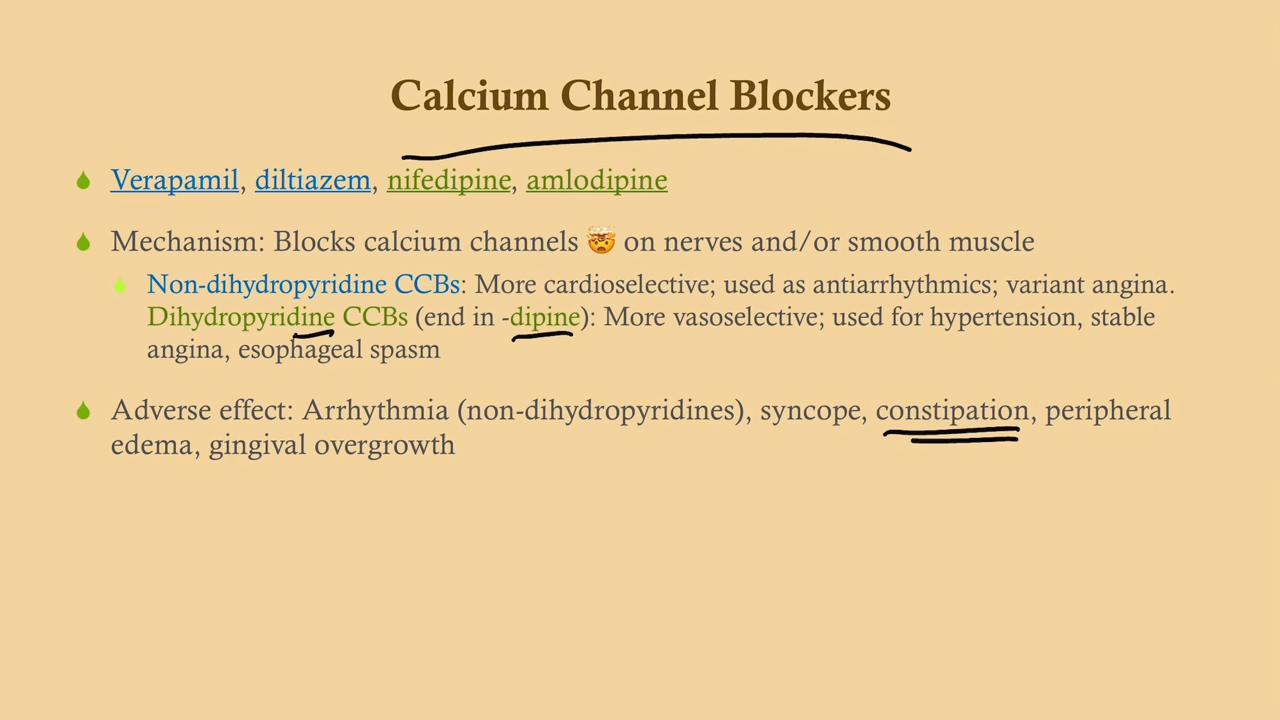 Calcium Channel Blockers
Verapamil, diltiazem, nifedipine, amlodipine
Mechanism: Blocks calcium channels 🤯 on nerves and/or smooth muscle
Non-dihydropyridine CCBs: More cardioselective; used as antiarrhythmics; variant angina.
Dihydropyridine CCBs (end in -dipine): More vasoselective; used for hypertension, stable
angina, esophageal spasm
Adverse effect: Arrhythmia (non-dihydropyridines), syncope, constipation, peripheral
edema, gingival overgrowth